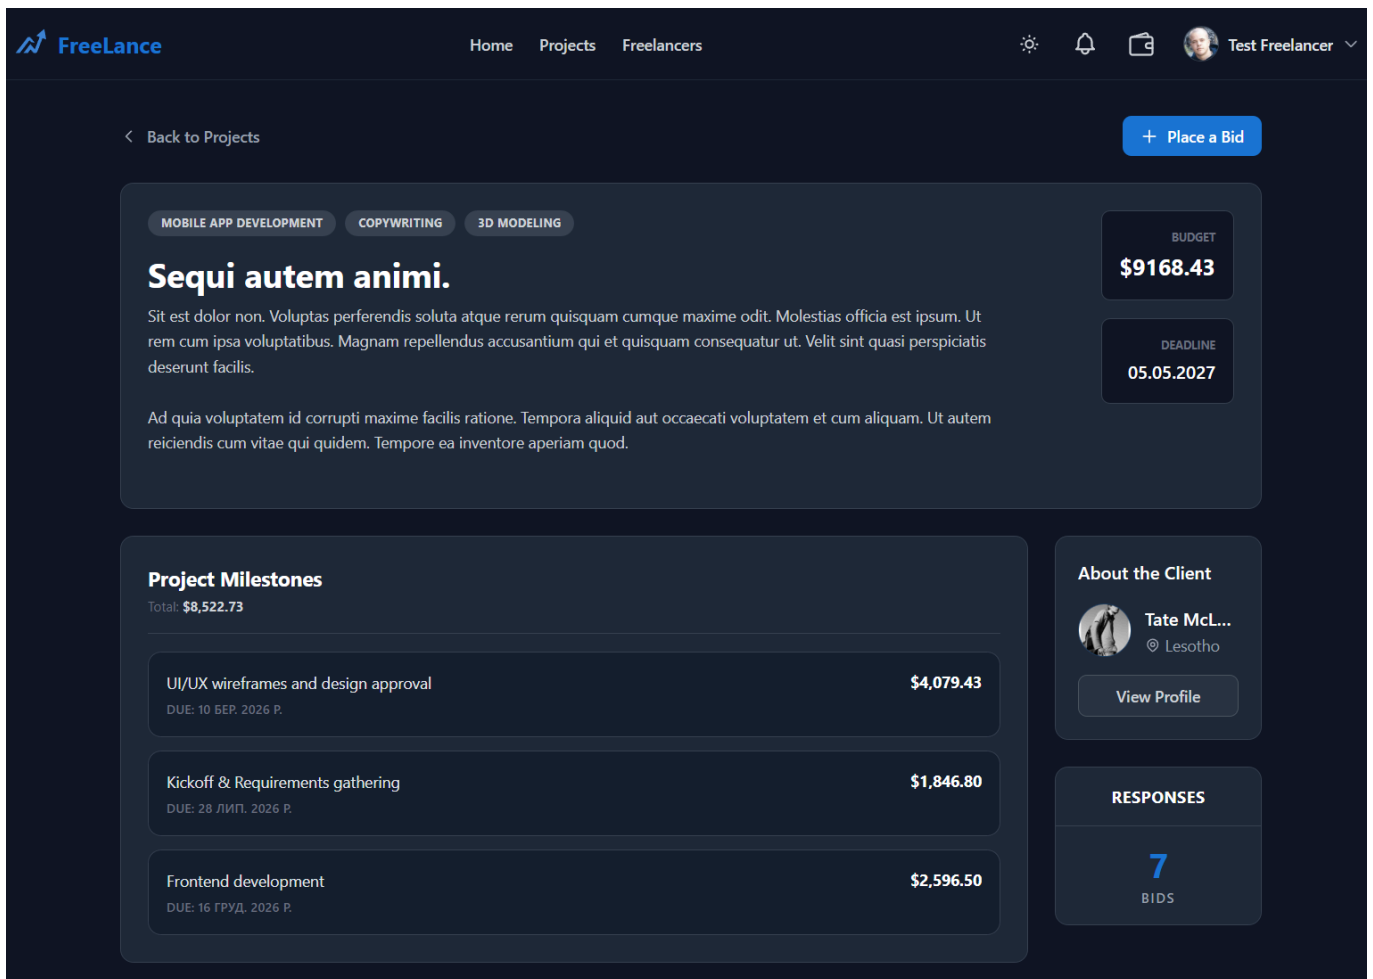 FreeLance
Home Projects Freelancers
Test Freelancer
Back to Projects
+ Place a Bid
MOBILE APP DEVELOPMENT COPYWRITING 3D MODELING
BUDGET
$9168.43
Sequi autem animi.
Sit est dolor non. Voluptas perferendis soluta atque rerum quisquam cumque maxime odit. Molestias officia est ipsum. Ut
rem cum ipsa voluptatibus. Magnam repellendus accusantium qui et quisquam consequatur ut. Velit sint quasi perspiciatis
deserunt facilis.
DEADLINE
05.05.2027
Ad quia voluptatem id corrupti maxime facilis ratione. Tempora aliquid aut occaecati voluptatem et cum aliquam. Ut autem
reiciendis cum vitae qui quidem. Tempore ea inventore aperiam quod.
Project Milestones
Total: $8,522.73
UI/UX wireframes and design approval
$4,079.43
DUE: 10 БЕР. 2026 Р.
Kickoff & Requirements gathering
$1,846.80
DUE: 28 ЛИП. 2026 Р.
Frontend development
$2,596.50
DUE: 16 ГРУД. 2026 Р.
About the Client
Tate McL...
Lesotho
View Profile
RESPONSES
7
BIDS